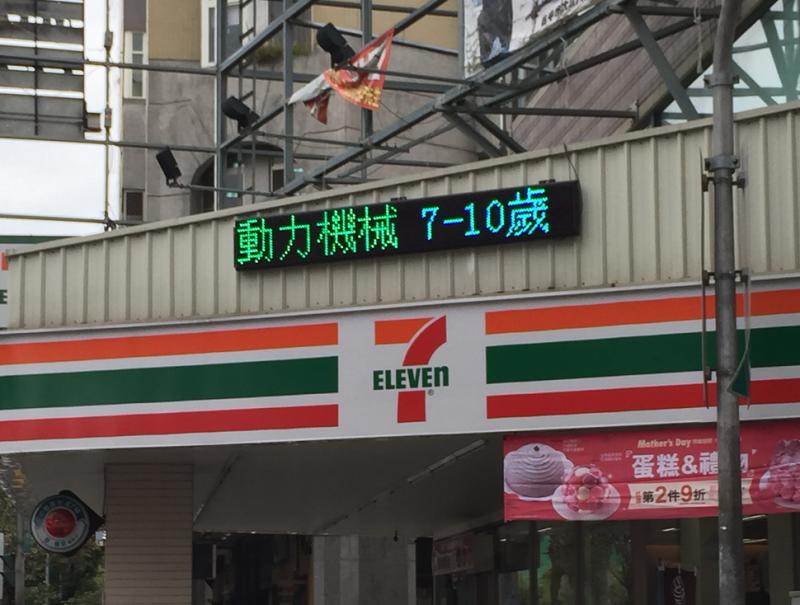 動力機械 7-10歲
7
ELEVEn
®
Mother's Day
蛋糕&禮物
第2件9折